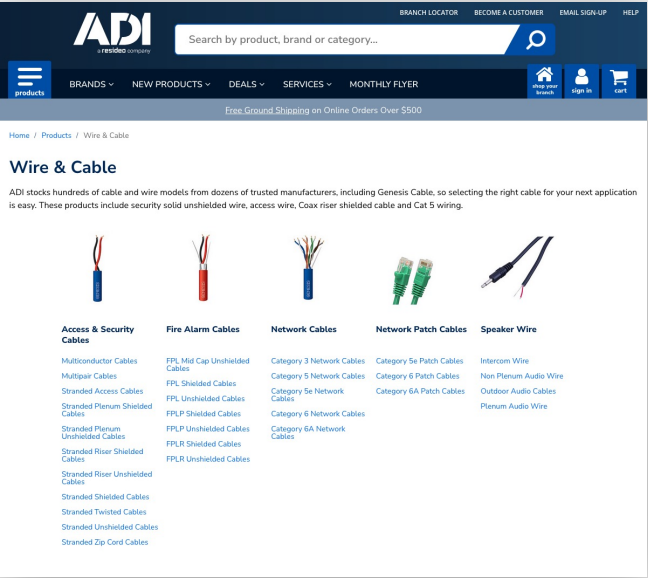 BRANCH LOCATOR BECOME A CUSTOMER EMAIL SIGN-UP HELP
ADI
a resideo company
Search by product, brand or category...
products
BRANDS NEW PRODUCTS DEALS SERVICES MONTHLY FLYER
shop your
branch
sign in
cart
Free Ground Shipping on Online Orders Over $500
Home / Products / Wire & Cable
Wire & Cable
ADI stocks hundreds of cable and wire models from dozens of trusted manufacturers, including Genesis Cable, so selecting the right cable for your next application
is easy. These products include security solid unshielded wire, access wire, Coax riser shielded cable and Cat 5 wiring.
Access & Security
Cables
Multiconductor Cables
Multipair Cables
Stranded Access Cables
Stranded Plenum Shielded
Cables
Stranded Plenum
Unshielded Cables
Stranded Riser Shielded
Cables
Stranded Riser Unshielded
Cables
Stranded Shielded Cables
Stranded Twisted Cables
Stranded Unshielded Cables
Stranded Zip Cord Cables
Fire Alarm Cables
FPL Mid Cap Unshielded
Cables
FPL Shielded Cables
FPL Unshielded Cables
FPLP Shielded Cables
FPLP Unshielded Cables
FPLR Shielded Cables
FPLR Unshielded Cables
Network Cables
Category 3 Network Cables
Category 5 Network Cables
Category 5e Network
Cables
Category 6 Network Cables
Category 6A Network
Cables
Network Patch Cables
Category 5e Patch Cables
Category 6 Patch Cables
Category 6A Patch Cables
Speaker Wire
Intercom Wire
Non Plenum Audio Wire
Outdoor Audio Cables
Plenum Audio Wire